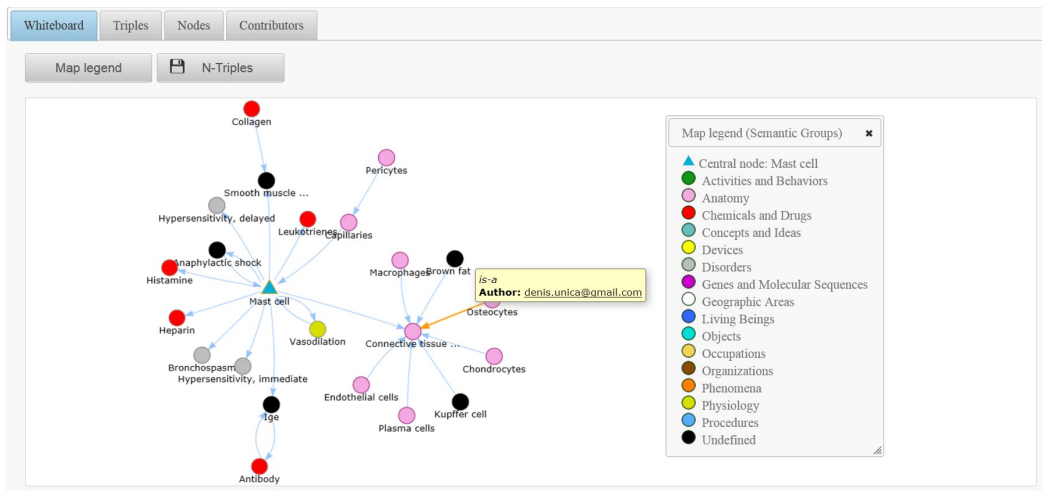 Whiteboard Triples Nodes Contributors
Map legend N-Triples
Collagen
Pericytes
Smooth muscle ...
Hypersensitivity, delayed
Leukotrienes
Capillaries
Anaphylactic shock
Histamine
Macrophages
Brown fat
Mast cell
is-a
Author: denis.unica@gmail.com
Osteocytes
Heparin
Vasodilation
Connective tissue ...
Bronchospasm
Hypersensitivity, immediate
Chondrocytes
Endothelial cells
Ige
Kupffer cell
Plasma cells
Antibody
Map legend (Semantic Groups)
Central node: Mast cell
Activities and Behaviors
Anatomy
Chemicals and Drugs
Concepts and Ideas
Devices
Disorders
Genes and Molecular Sequences
Geographic Areas
Living Beings
Objects
Occupations
Organizations
Phenomena
Physiology
Procedures
Undefined